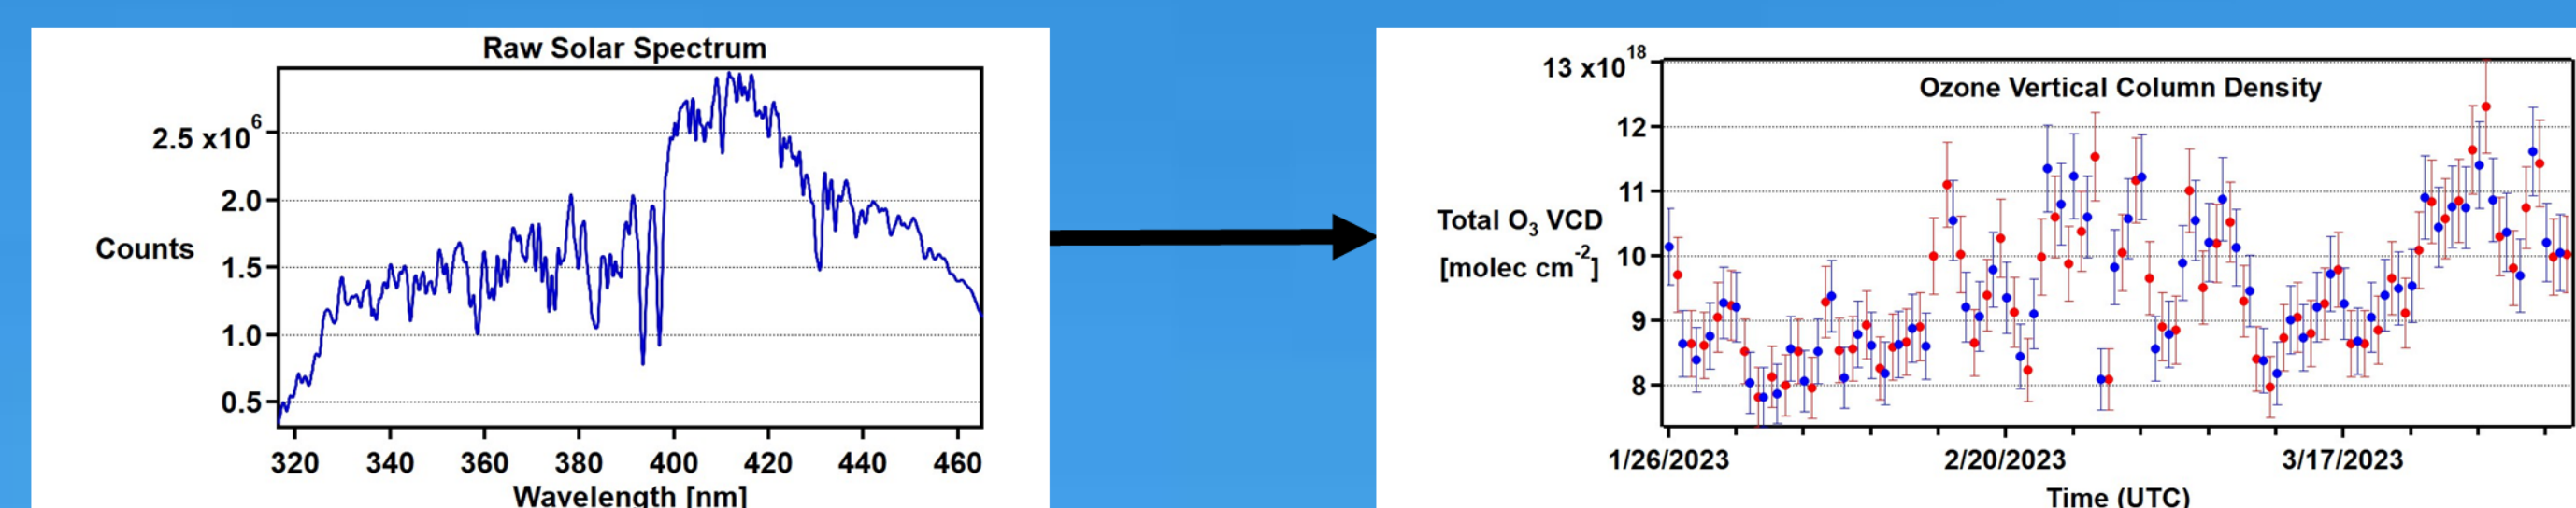 Raw Solar Spectrum
2.5 x10^6
2.0
1.5
1.0
0.5
Counts
320 340 360 380 400 420 440 460
Wavelength [nm]
13 x10^18
12
11
10
9
8
Ozone Vertical Column Density
Total O₃ VCD
[molec cm⁻²]
1/26/2023 2/20/2023 3/17/2023
Time (UTC)